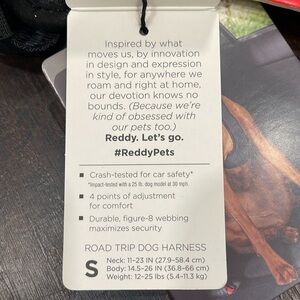 Inspired by what
moves us, by innovation
in design and expression
in style, for anywhere we
roam and right at home,
our devotion knows no
bounds. (Because we're
kind of obsessed with
our pets too.)
Reddy. Let's go.
#ReddyPets
▪ Crash-tested for car safety*
*Impact-tested with a 25 lb. dog model at 30 mph.
▪ 4 points of adjustment
for comfort
▪ Durable, figure-8 webbing
maximizes security
ROAD TRIP DOG HARNESS
S
Neck: 11-23 IN (27.9-58.4 cm)
Body: 14.5-26 IN (36.8-66 cm)
Weight: 12-25 lbs (5.4-11.3 kg)